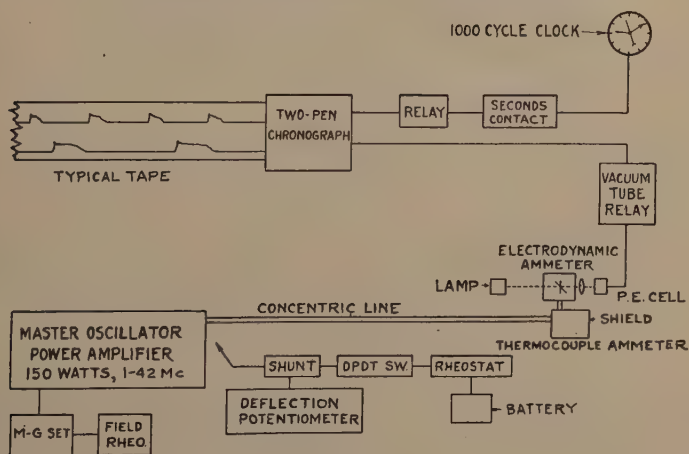 1000 CYCLE CLOCK
TWO-PEN
CHRONOGRAPH
RELAY
SECONDS
CONTACT
TYPICAL TAPE
VACUUM
TUBE
RELAY
ELECTRODYNAMIC
AMMETER
LAMP
P.E. CELL
CONCENTRIC LINE
SHIELD
THERMOCOUPLE AMMETER
MASTER OSCILLATOR
POWER AMPLIFIER
150 WATTS, 1-42 Mc
SHUNT
DPDT SW.
RHEOSTAT
DEFLECTION
POTENTIOMETER
BATTERY
M-G SET
FIELD
RHEO.